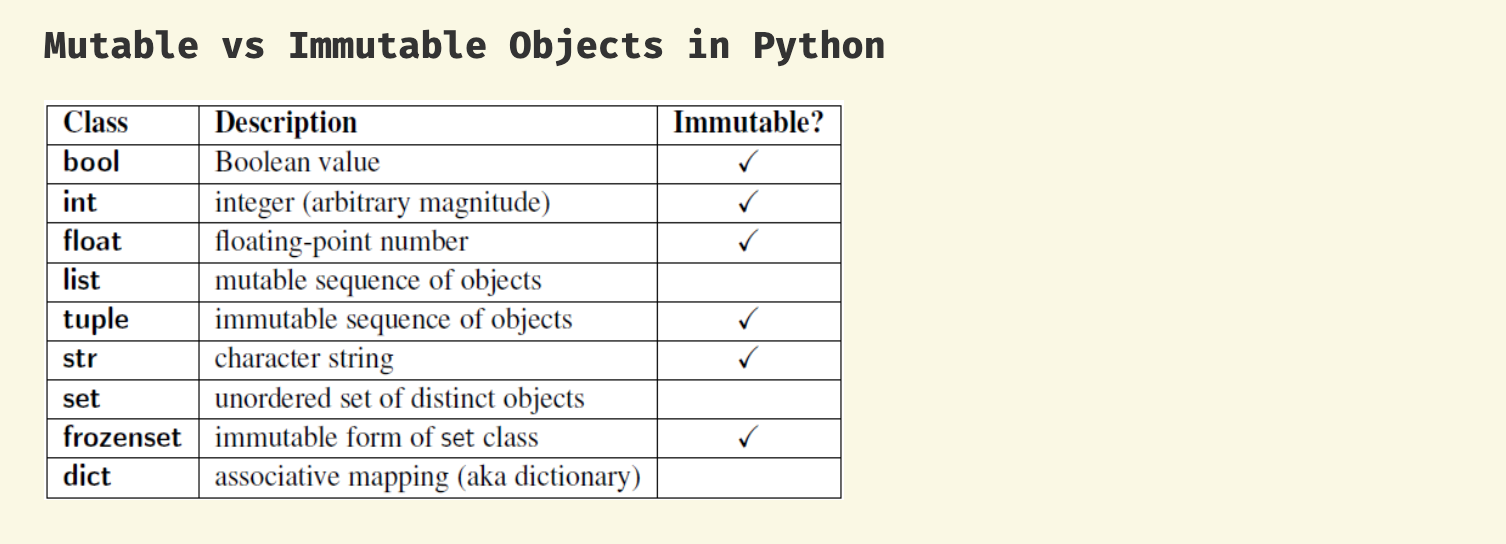 Mutable vs Immutable Objects in Python
Class Description Immutable?
bool Boolean value ✓
int integer (arbitrary magnitude) ✓
float floating-point number ✓
list mutable sequence of objects
tuple immutable sequence of objects ✓
str character string ✓
set unordered set of distinct objects
frozenset immutable form of set class ✓
dict associative mapping (aka dictionary)